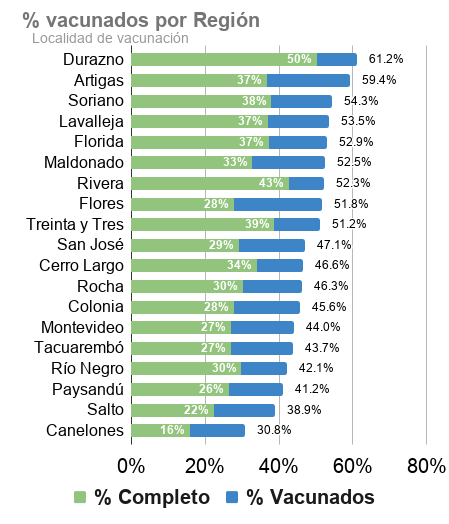 % vacunados por Región
Localidad de vacunación
Durazno 50% 61.2%
Artigas 37% 59.4%
Soriano 38% 54.3%
Lavalleja 37% 53.5%
Florida 37% 52.9%
Maldonado 33% 52.5%
Rivera 43% 52.3%
Flores 28% 51.8%
Treinta y Tres 39% 51.2%
San José 29% 47.1%
Cerro Largo 34% 46.6%
Rocha 30% 46.3%
Colonia 28% 45.6%
Montevideo 27% 44.0%
Tacuarembó 27% 43.7%
Río Negro 30% 42.1%
Paysandú 26% 41.2%
Salto 22% 38.9%
Canelones 16% 30.8%
0% 20% 40% 60% 80%
% Completo % Vacunados